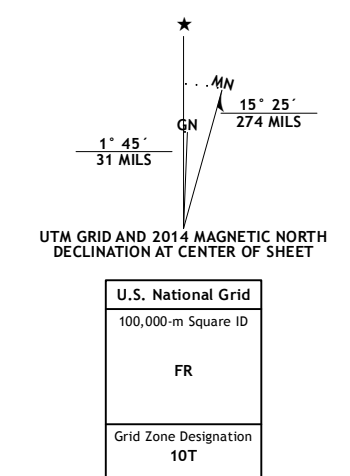 ★
MN
15° 25´
274 MILS
GN
1° 45´
31 MILS
UTM GRID AND 2014 MAGNETIC NORTH
DECLINATION AT CENTER OF SHEET
U.S. National Grid
100,000-m Square ID
FR
Grid Zone Designation
10T